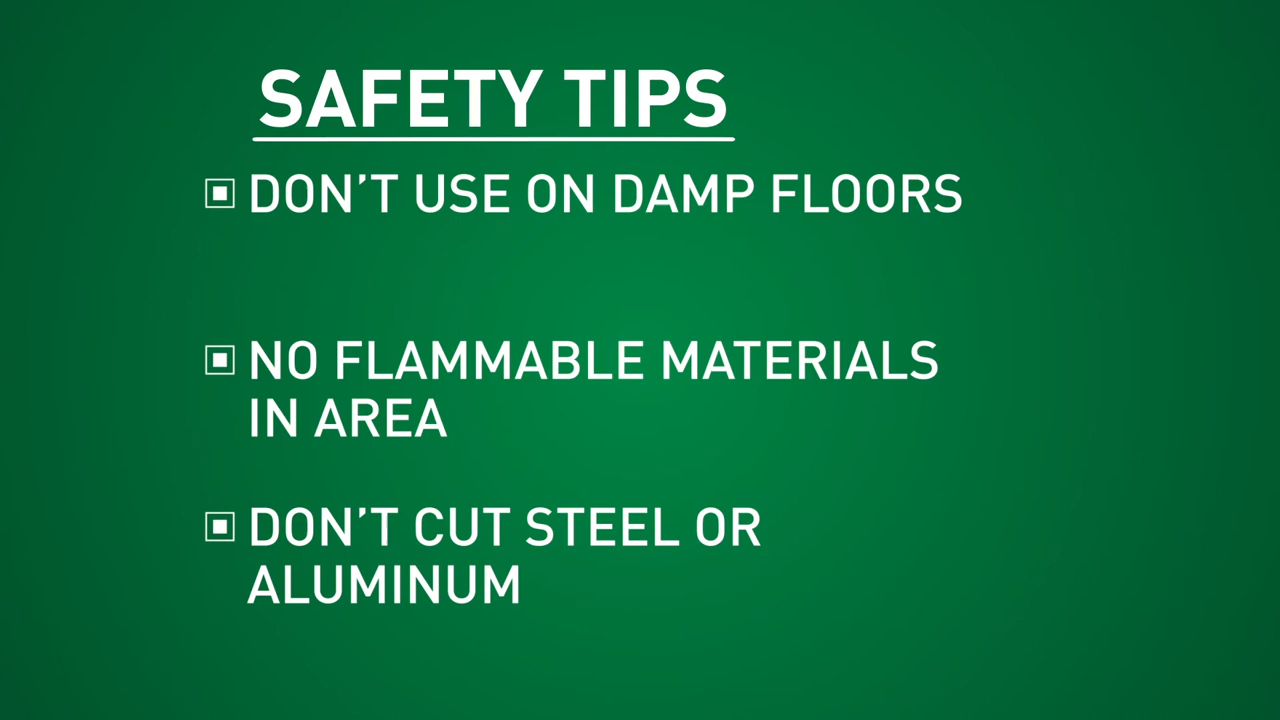 SAFETY TIPS
DON'T USE ON DAMP FLOORS
NO FLAMMABLE MATERIALS
IN AREA
DON'T CUT STEEL OR
ALUMINUM